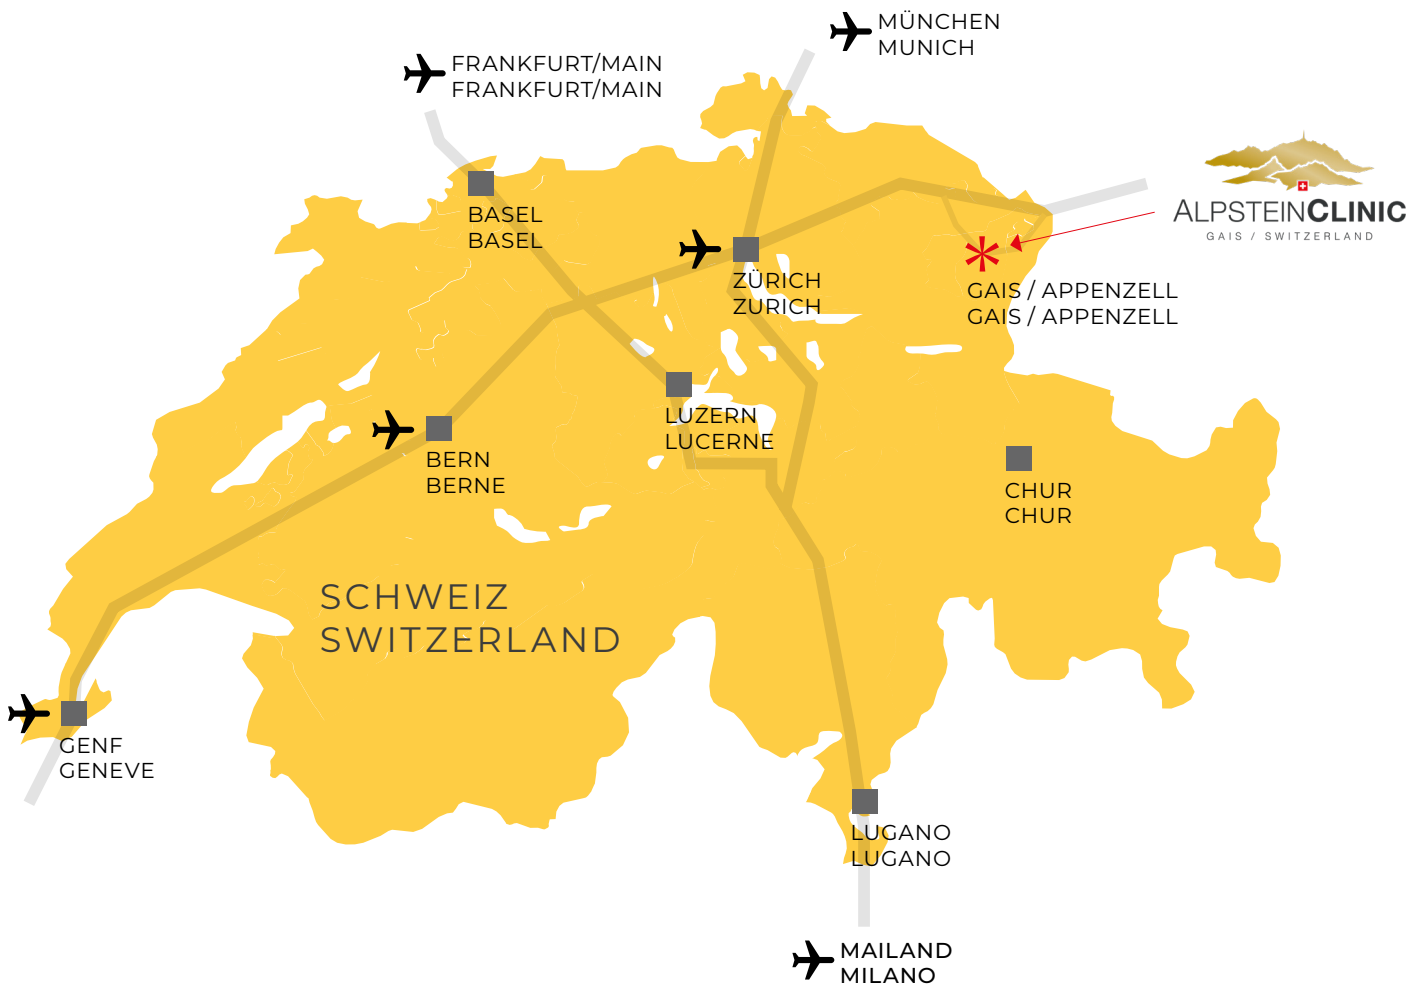 MÜNCHEN
MUNICH
FRANKFURT/MAIN
FRANKFURT/MAIN
ALPSTEINCLINIC
GAIS / SWITZERLAND
BASEL
BASEL
ZÜRICH
ZURICH
GAIS / APPENZELL
GAIS / APPENZELL
LUZERN
LUCERNE
BERN
BERNE
CHUR
CHUR
SCHWEIZ
SWITZERLAND
GENF
GENEVE
LUGANO
LUGANO
MAILAND
MILANO